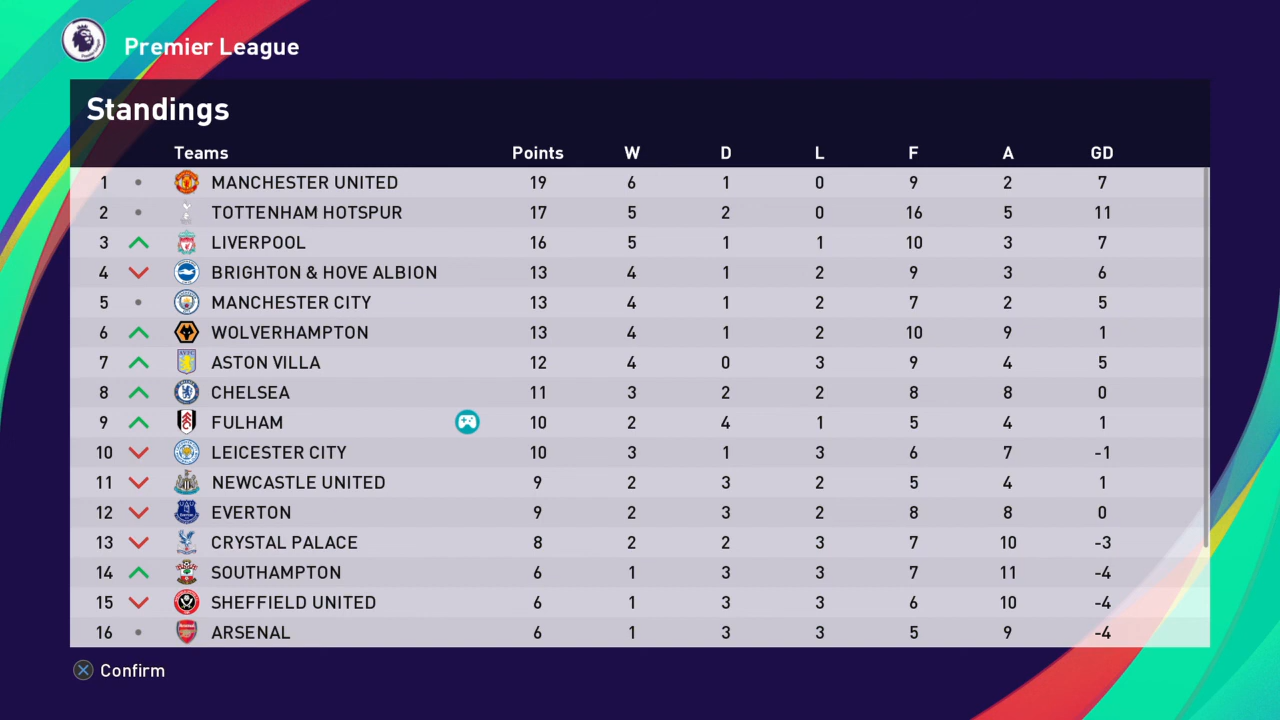 Premier League
Standings
Teams Points W D L F A GD
1 MANCHESTER UNITED 19 6 1 0 9 2 7
2 TOTTENHAM HOTSPUR 17 5 2 0 16 5 11
3 LIVERPOOL 16 5 1 1 10 3 7
4 BRIGHTON & HOVE ALBION 13 4 1 2 9 3 6
5 MANCHESTER CITY 13 4 1 2 7 2 5
6 WOLVERHAMPTON 13 4 1 2 10 9 1
7 ASTON VILLA 12 4 0 3 9 4 5
8 CHELSEA 11 3 2 2 8 8 0
9 FULHAM 10 2 4 1 5 4 1
10 LEICESTER CITY 10 3 1 3 6 7 -1
11 NEWCASTLE UNITED 9 2 3 2 5 4 1
12 EVERTON 9 2 3 2 8 8 0
13 CRYSTAL PALACE 8 2 2 3 7 10 -3
14 SOUTHAMPTON 6 1 3 3 7 11 -4
15 SHEFFIELD UNITED 6 1 3 3 6 10 -4
16 ARSENAL 6 1 3 3 5 9 -4
Confirm